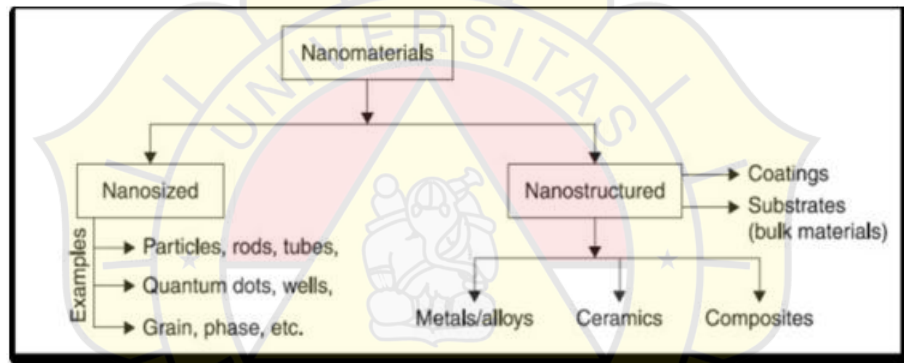 UNIVERSITAS
Nanomaterials
Nanosized
Nanostructured
Coatings
Substrates
(bulk materials)
Examples
Particles, rods, tubes,
Quantum dots, wells,
Grain, phase, etc.
Metals/alloys
Ceramics
Composites